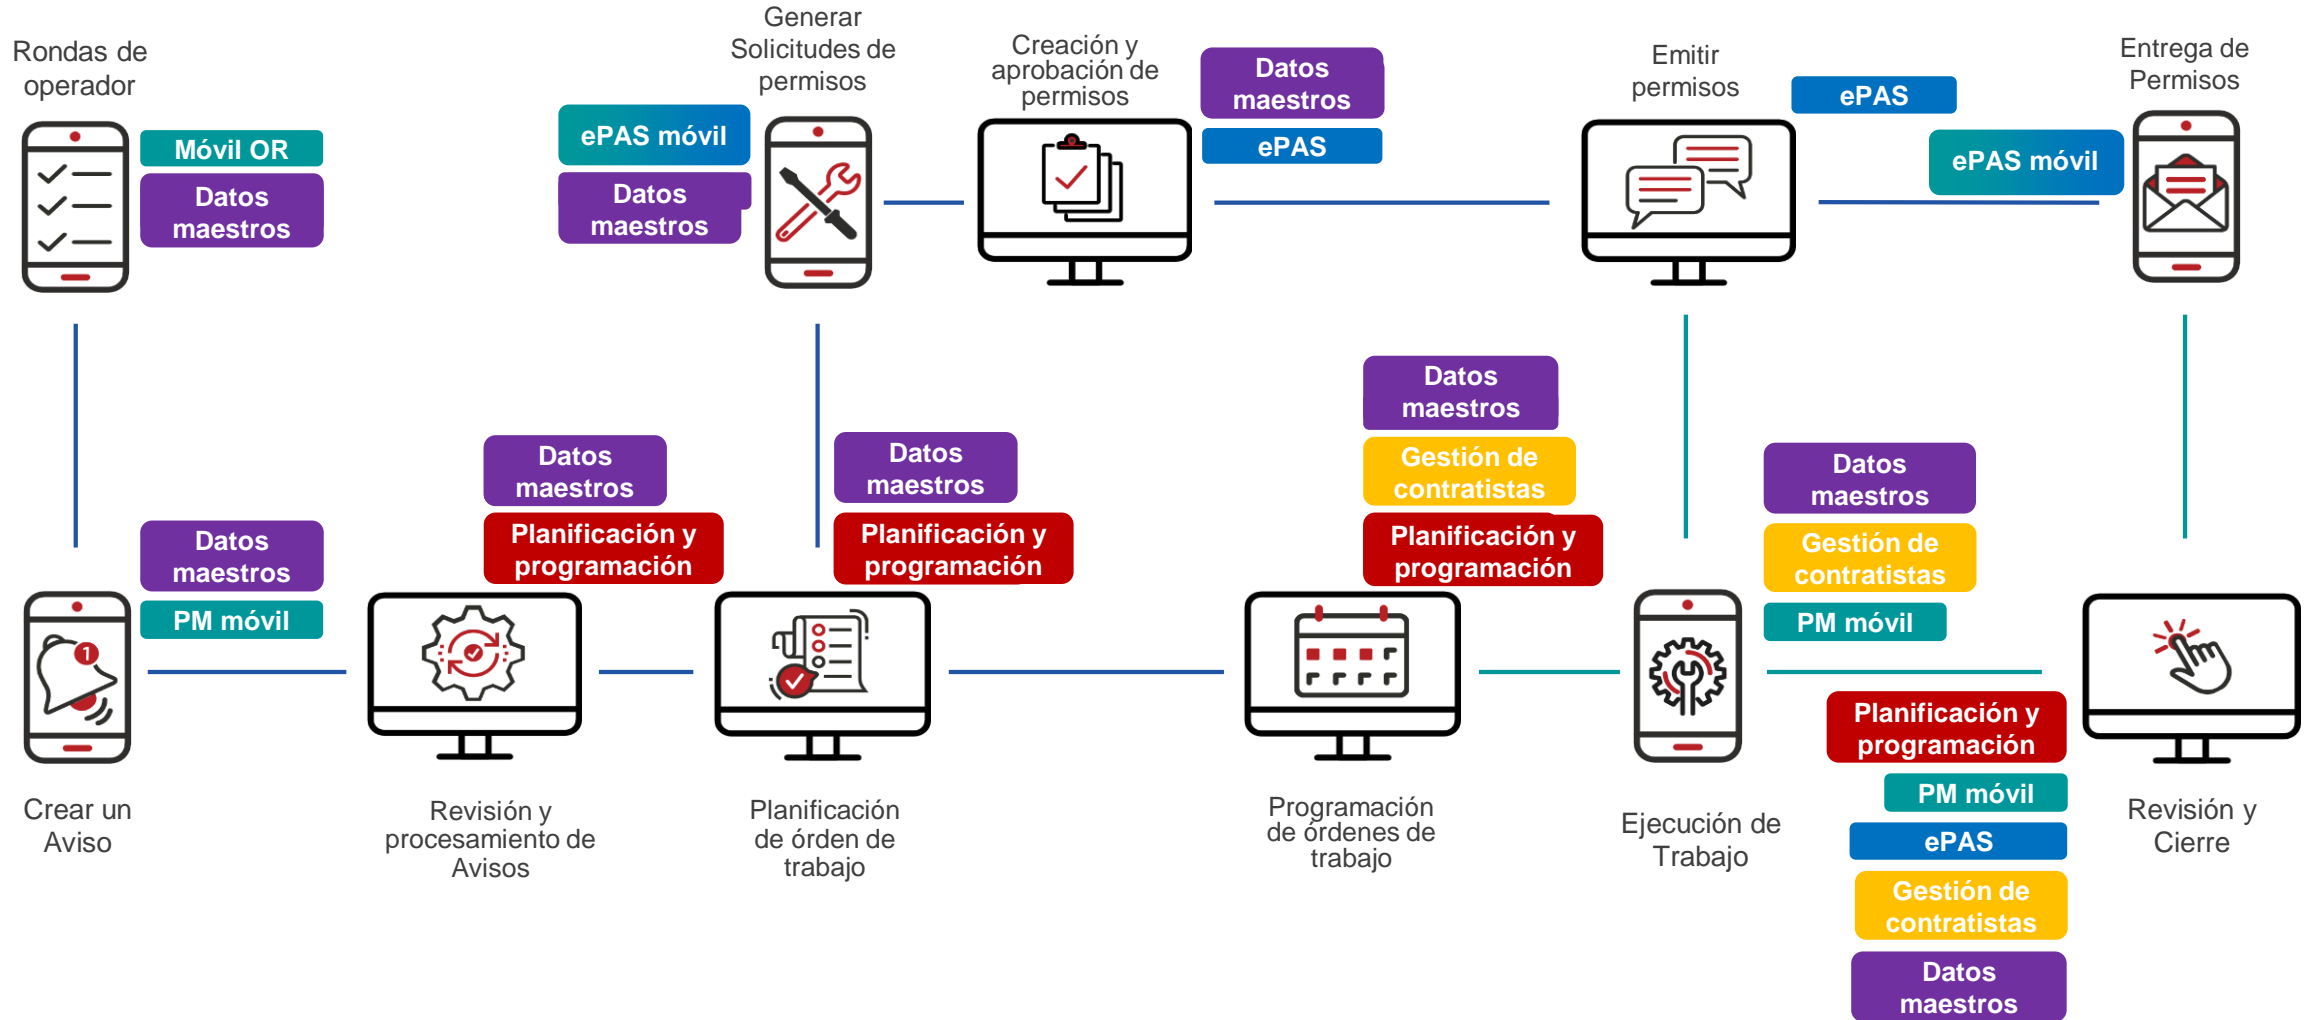 Rondas de
operador
Móvil OR
Datos
maestros
Generar
Solicitudes de
permisos
ePAS móvil
Datos
maestros
Creación y
aprobación de
permisos
Datos
maestros
ePAS
Emitir
permisos
ePAS
ePAS móvil
Entrega de
Permisos
Datos
maestros
PM móvil
1
Crear un
Aviso
Datos
maestros
Planificación y
programación
Revisión y
procesamiento de
Avisos
Datos
maestros
Planificación y
programación
Planificación
de órden de
trabajo
Datos
maestros
Gestión de
contratistas
Planificación y
programación
Programación
de órdenes de
trabajo
Datos
maestros
Gestión de
contratistas
PM móvil
Ejecución de
Trabajo
Planificación y
programación
PM móvil
ePAS
Gestión de
contratistas
Datos
maestros
Revisión y
Cierre